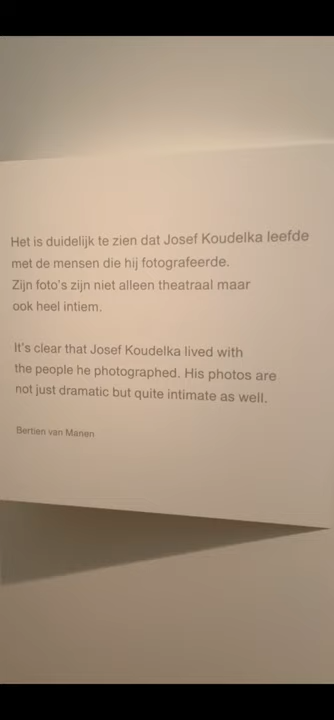 Het is duidelijk te zien dat Josef Koudelka leefde
met de mensen die hij fotografeerde.
Zijn foto's zijn niet alleen theatraal maar
ook heel intiem.
It's clear that Josef Koudelka lived with
the people he photographed. His photos are
not just dramatic but quite intimate as well.
Bertien van Manen